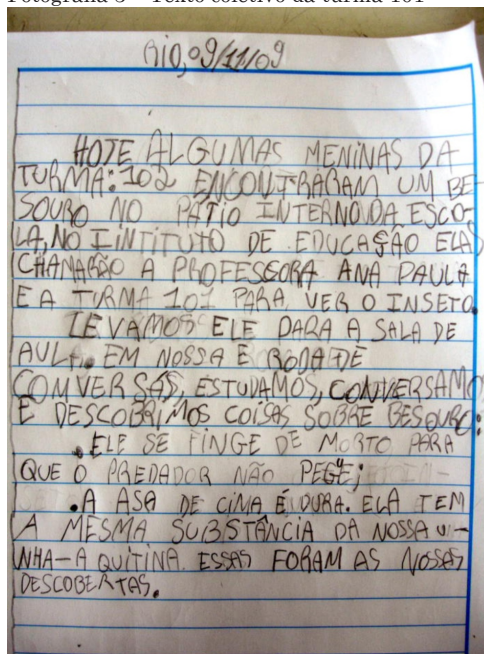 Fotografia 3 – Texto coletivo da turma 101
RIO, 09/11/09
HOJE ALGUMAS MENINAS DA
TURMA: 102 ENCONTRARAM UM BE-
SOURO NO PÁTIO INTERNO DA ESCO-
LA, NO INTITUTO DE EDUCAÇÃO ELAS
CHANARÃO A PROFESSORA ANA PAULA
E A TURMA 101 PARA VER O INSETO.
LEVAMOS ELE PARA A SALA DE
AULA. EM NOSSA E RODA DE
COMVERSAS, ESTUDAMOS, CONVERSAMOS
E DESCOBRIMOS COISAS SOBRE BESOURO:
. ELE SE FINGE DE MORTO PARA
QUE O PREDADOR NÃO PEGE;
. A ASA DE CIMA É DURA. ELA TEM
A MESMA SUBSTÂNCIA DA NOSSA U-
NHA-A QUITINA. ESSAS FORAM AS NOSSAS
DESCOBERTAS.